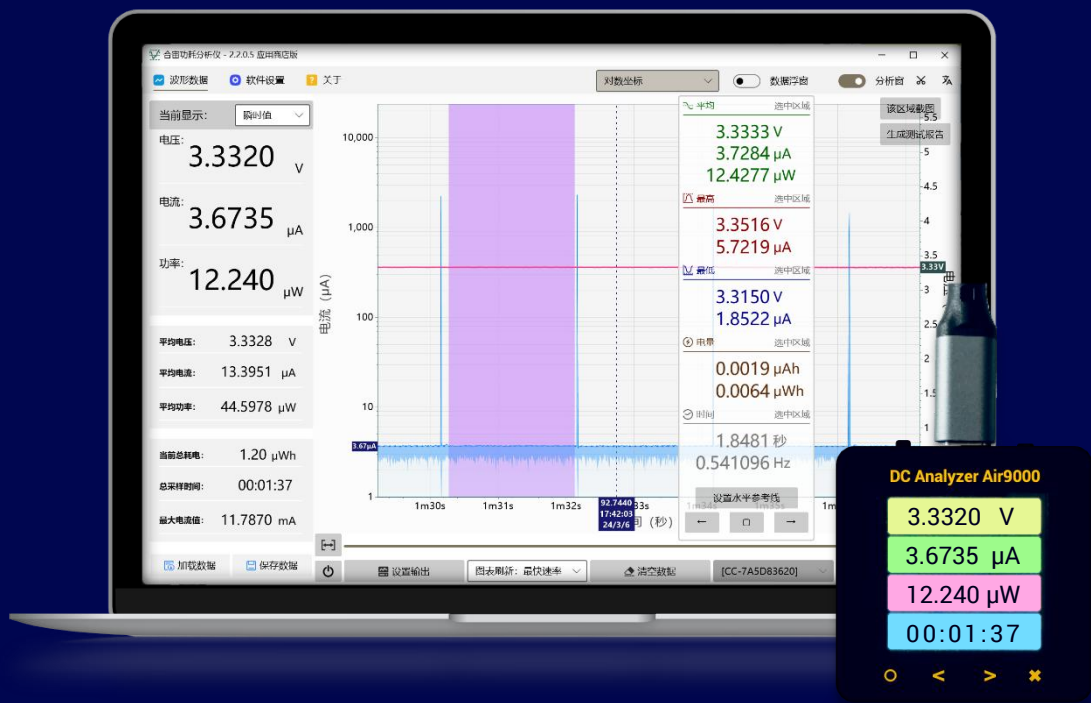 合宙功耗分析仪 - 2.2.0.5 应用商店版
波形数据 软件设置 关于
对数坐标 数据浮窗 分析窗
当前显示: 瞬时值
电压:
3.3320 V
电流:
3.6735 μA
功率:
12.240 μW
平均电压: 3.3328 V
平均电流: 13.3951 μA
平均功率: 44.5978 μW
当前总耗电: 1.20 μWh
总采样时间: 00:01:37
最大电流值: 11.7870 mA
加载数据 保存数据
电流 (μA)
10,000
1,000
100
10
3.67μA
1
1m30s 1m31s 1m32s 33s 1m34s 1m35s 1m
92.7440
17:42:03
24/3/6
间 (秒)
平均 选中区域
3.3333 V
3.7284 μA
12.4277 μW
最高 选中区域
3.3516 V
5.7219 μA
最低 选中区域
3.3150 V
1.8522 μA
电量 选中区域
0.0019 μAh
0.0064 μWh
时间 选中区域
1.8481 秒
0.541096 Hz
设置水平参考线
← →
该区域截图
生成测试报告
5.5
5
4.5
4
3.5
3.33V
3
2.5
2
1.5
1
设置输出 图表刷新: 最快速率 清空数据 [CC-7A5D83620]
DC Analyzer Air9000
3.3320 V
3.6735 μA
12.240 μW
00:01:37
< >